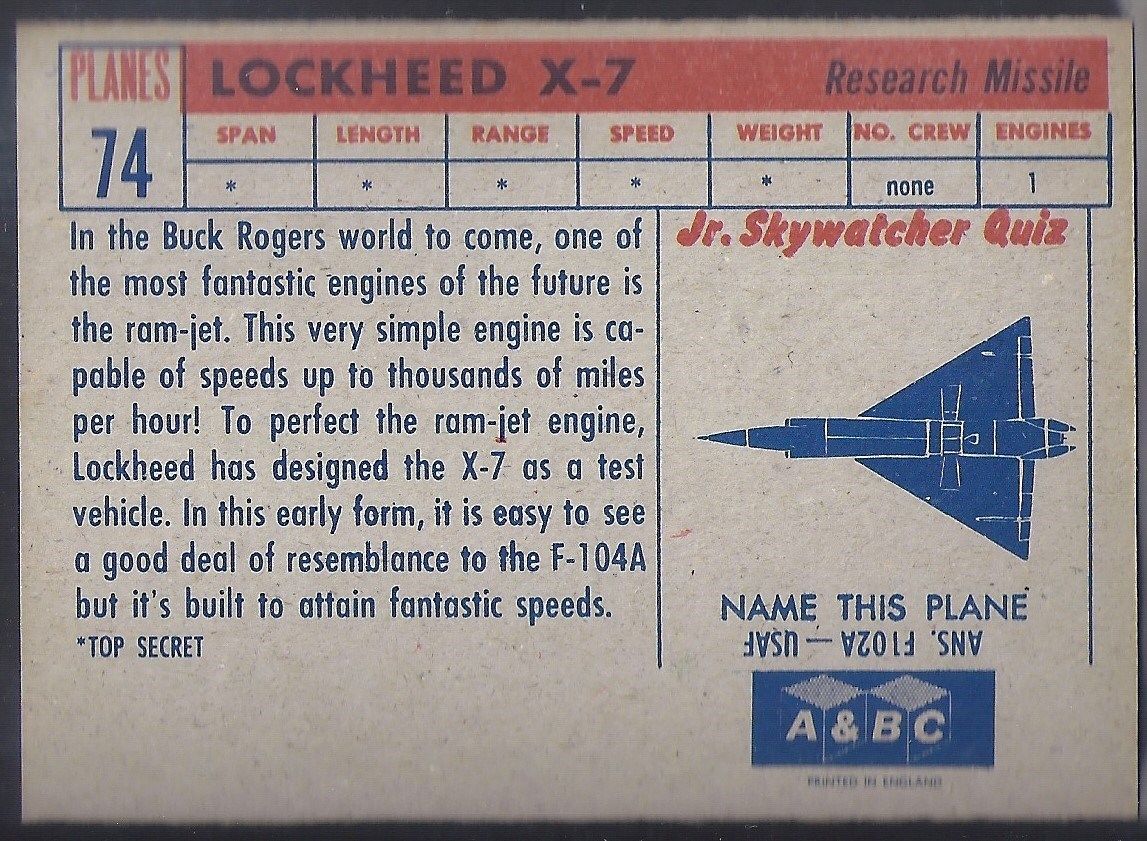 PLANES
74
LOCKHEED X-7 Research Missile
SPAN LENGTH RANGE SPEED WEIGHT NO. CREW ENGINES
* * * * * none 1
In the Buck Rogers world to come, one of
the most fantastic engines of the future is
the ram-jet. This very simple engine is ca-
pable of speeds up to thousands of miles
per hour! To perfect the ram-jet engine,
Lockheed has designed the X-7 as a test
vehicle. In this early form, it is easy to see
a good deal of resemblance to the F-104A
but it's built to attain fantastic speeds.
*TOP SECRET
Jr. Skywatcher Quiz
NAME THIS PLANE
ANS. F102A — USAF
A & B C
PRINTED IN ENGLAND